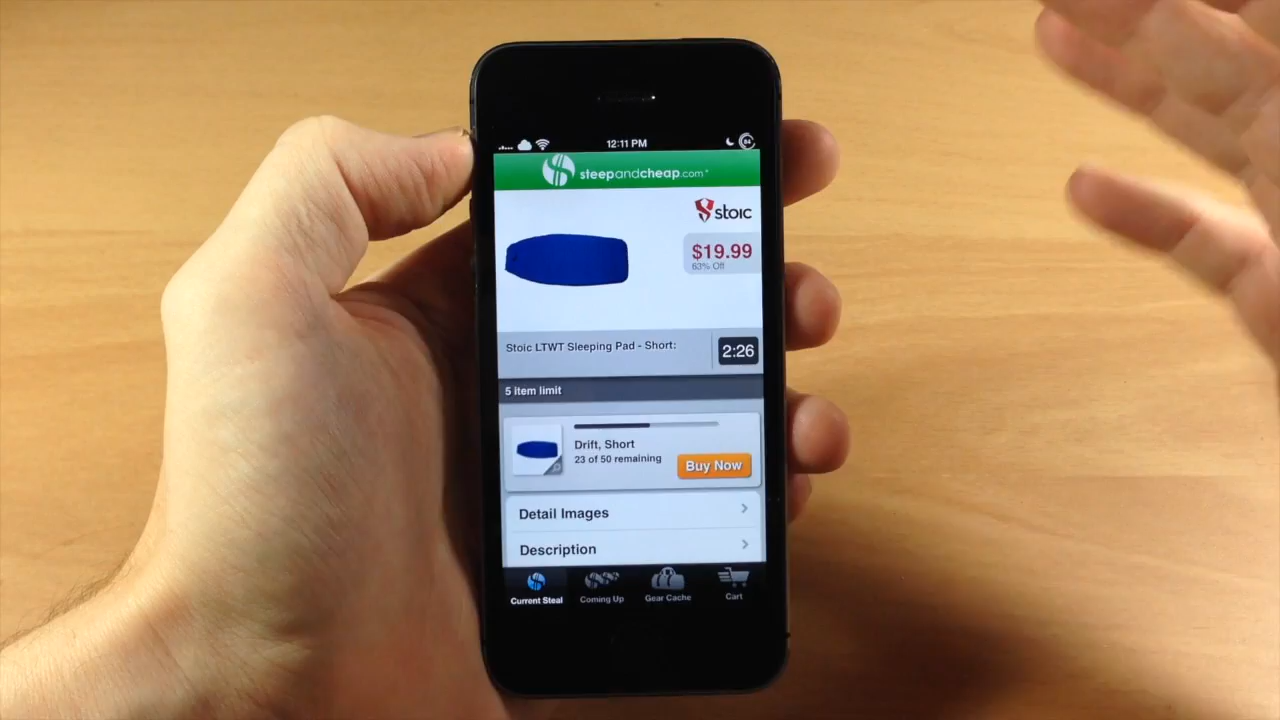 12:11 PM
84
steepandcheap.com
stoic
$19.99
63% Off
Stoic LTWT Sleeping Pad - Short:
2:26
5 item limit
Drift, Short
23 of 50 remaining
Buy Now
Detail Images
Description
Current Steal
Coming Up
Gear Cache
Cart